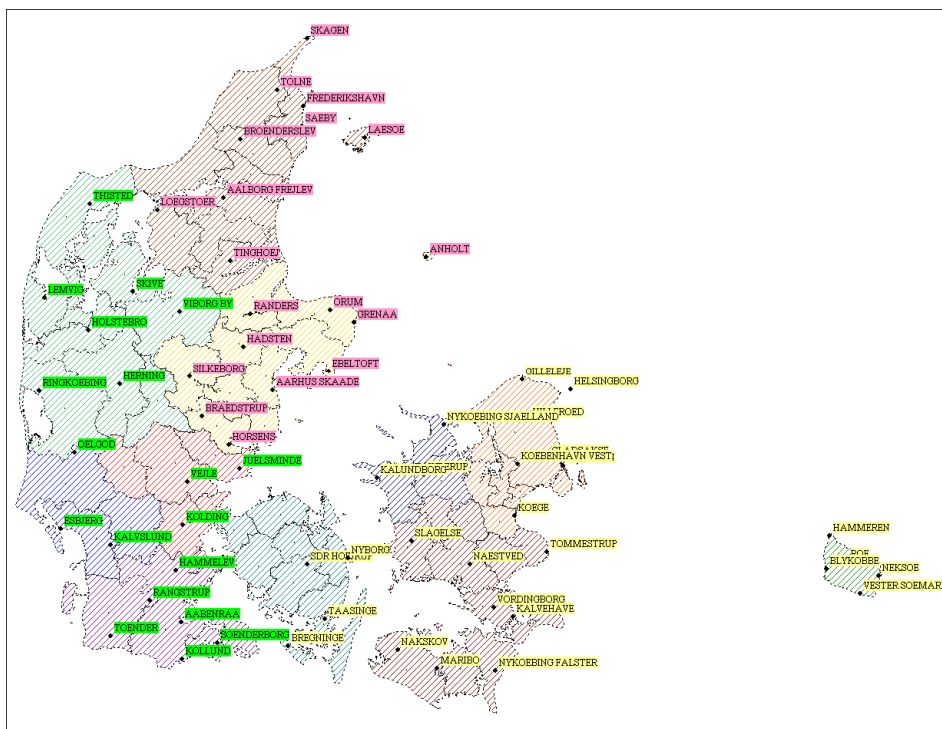 SKAGEN
TOLNE
FREDERIKSHAVN
SAEBY
BROENDERSLEV
LAESOE
AALBORG FREJLEV
THISTED
LOEGSTOER
ANHOLT
TINGHOEJ
SKIVE
LEMVIG
VIBORG BY
RANDERS
ORUM
GRENAA
HOLSTEBRO
HADSTEN
EBELTOFT
SILKEBORG
GILLELEJE
RINGKOEBING
HERNING
AARHUS SKAADE
HELSINGBORG
BRAEDSTRUP
NYKOEBING SJAELLAND
OELGOD
HORSENS
KOEBENHAVN VEST
JUELSMINDE
KALUNDBORG
VEJLE
KOEGE
ESBJERG
KOLDING
HAMMEREN
KALVSLUND
SLAGELSE
TOMMESTRUP
NYBORG
HAMMELEV
NAESTVED
BLYKOBBE
NEKSOE
VESTER SOEMAR
RANGSTRUP
VORDINGBORG
KALVEHAVE
AABENRAA
TAASINGE
TOENDER
SOENDERBORG
BREGNINGE
NAKSKOV
KOLLUND
MARIBO
NYKOEBING FALSTER